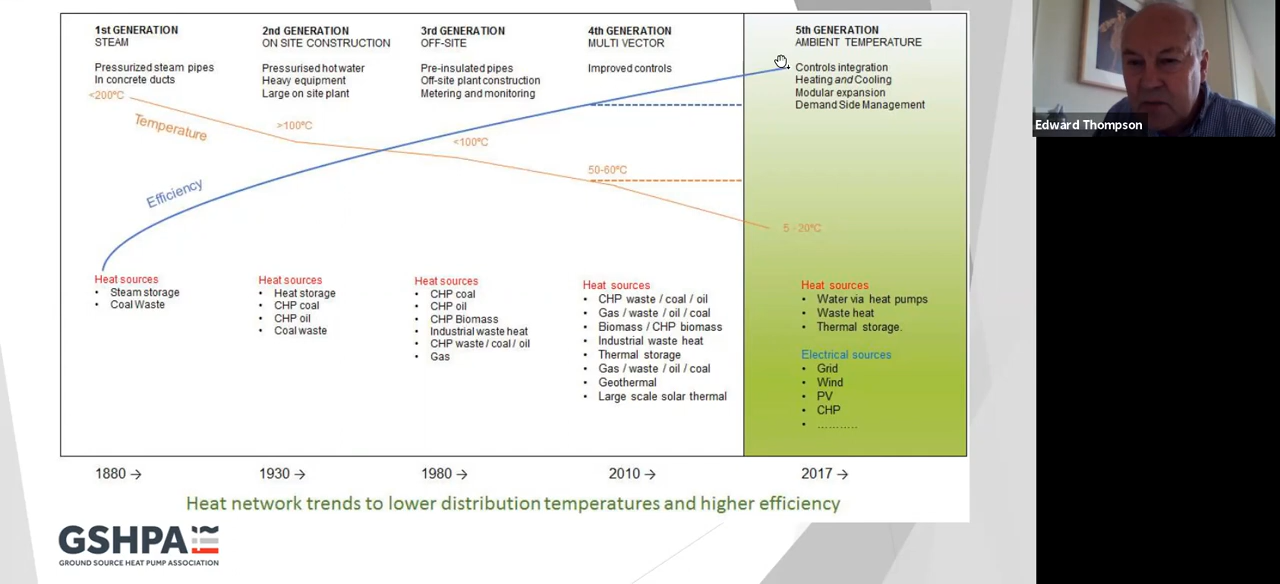 1st GENERATION
STEAM
Pressurized steam pipes
In concrete ducts
<200ºC
Temperature
Efficiency
Heat sources
• Steam storage
• Coal Waste
1880 →
2nd GENERATION
ON SITE CONSTRUCTION
Pressurised hot water
Heavy equipment
Large on site plant
>100ºC
Heat sources
• Heat storage
• CHP coal
• CHP oil
• Coal waste
1930 →
3rd GENERATION
OFF-SITE
Pre-insulated pipes
Off-site plant construction
Metering and monitoring
<100ºC
Heat sources
• CHP coal
• CHP oil
• CHP Biomass
• Industrial waste heat
• CHP waste / coal / oil
• Gas
1980 →
4th GENERATION
MULTI VECTOR
Improved controls
50-60ºC
Heat sources
• CHP waste / coal / oil
• Gas / waste / oil / coal
• Biomass / CHP biomass
• Industrial waste heat
• Thermal storage
• Gas / waste / oil / coal
• Geothermal
• Large scale solar thermal
2010 →
5th GENERATION
AMBIENT TEMPERATURE
Controls integration
Heating and Cooling
Modular expansion
Demand Side Management
5 - 20ºC
Heat sources
• Water via heat pumps
• Waste heat
• Thermal storage.
Electrical sources
• Grid
• Wind
• PV
• CHP
• ...........
2017 →
Heat network trends to lower distribution temperatures and higher efficiency
GSHPA
GROUND SOURCE HEAT PUMP ASSOCIATION
Edward Thompson